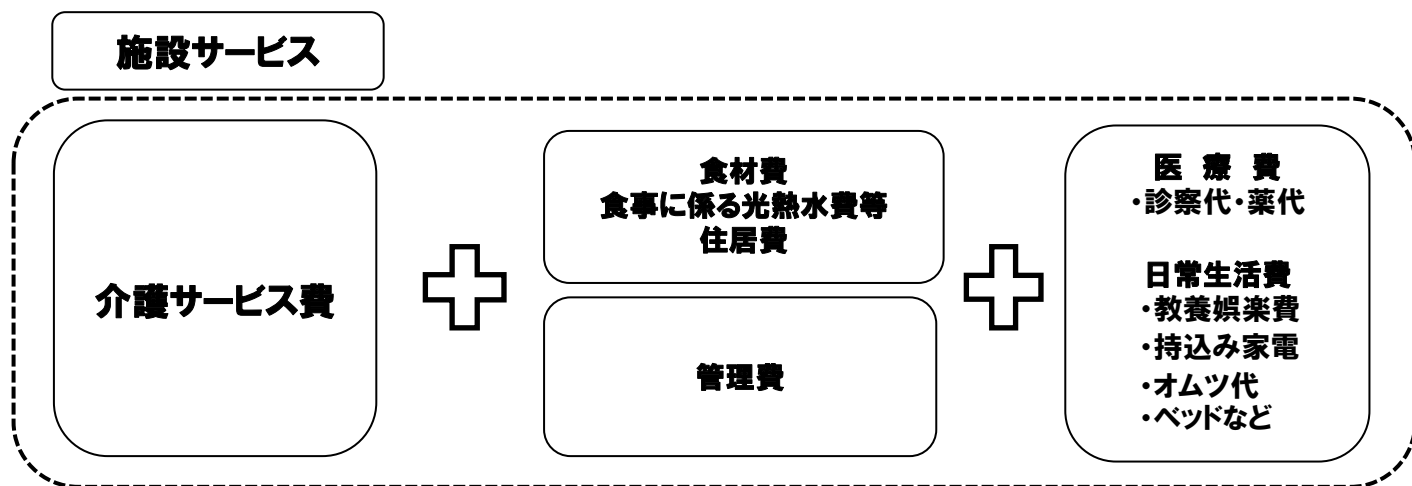 施設サービス
介護サービス費
食材費
食事に係る光熱水費等
住居費
管理費
医 療 費
・診察代・薬代
日常生活費
・教養娯楽費
・持込み家電
・オムツ代
・ベッドなど